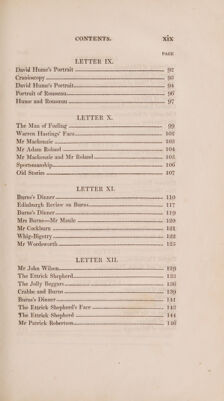 CONTENTS. xix
PAGE
LETTER IX.
David Hume's Portrait 92
Cranioscopy 93
David Hume's Portrait 94
Portrait of Rousseau 96
Hume and Rousseau 97
LETTER X.
The Man of Feeling 99
Warren Hastings' Face 102
Mr Mackenzie 103
Mr Adam Roland 104
Mr Mackenzie and Mr Roland 105
Sportsmanship 106
Old Stories 107
LETTER XI.
Burns's Dinner 110
Edinburgh Review on Burns 117
Burns's Dinner 119
Mrs Burns—Mr Maule 120
Mr Cockburn 121
Whig-Bigotry 122
Mr Wordsworth 125
LETTER XII.
Mr John Wilson 129
The Ettrick Shepherd 132
The Jolly Beggars 136
Crabbe and Burns 139
Burns's Dinner 141
The Ettrick Shepherd's Face 143
The Ettrick Shepherd 144
Mr Patrick Robertson 146